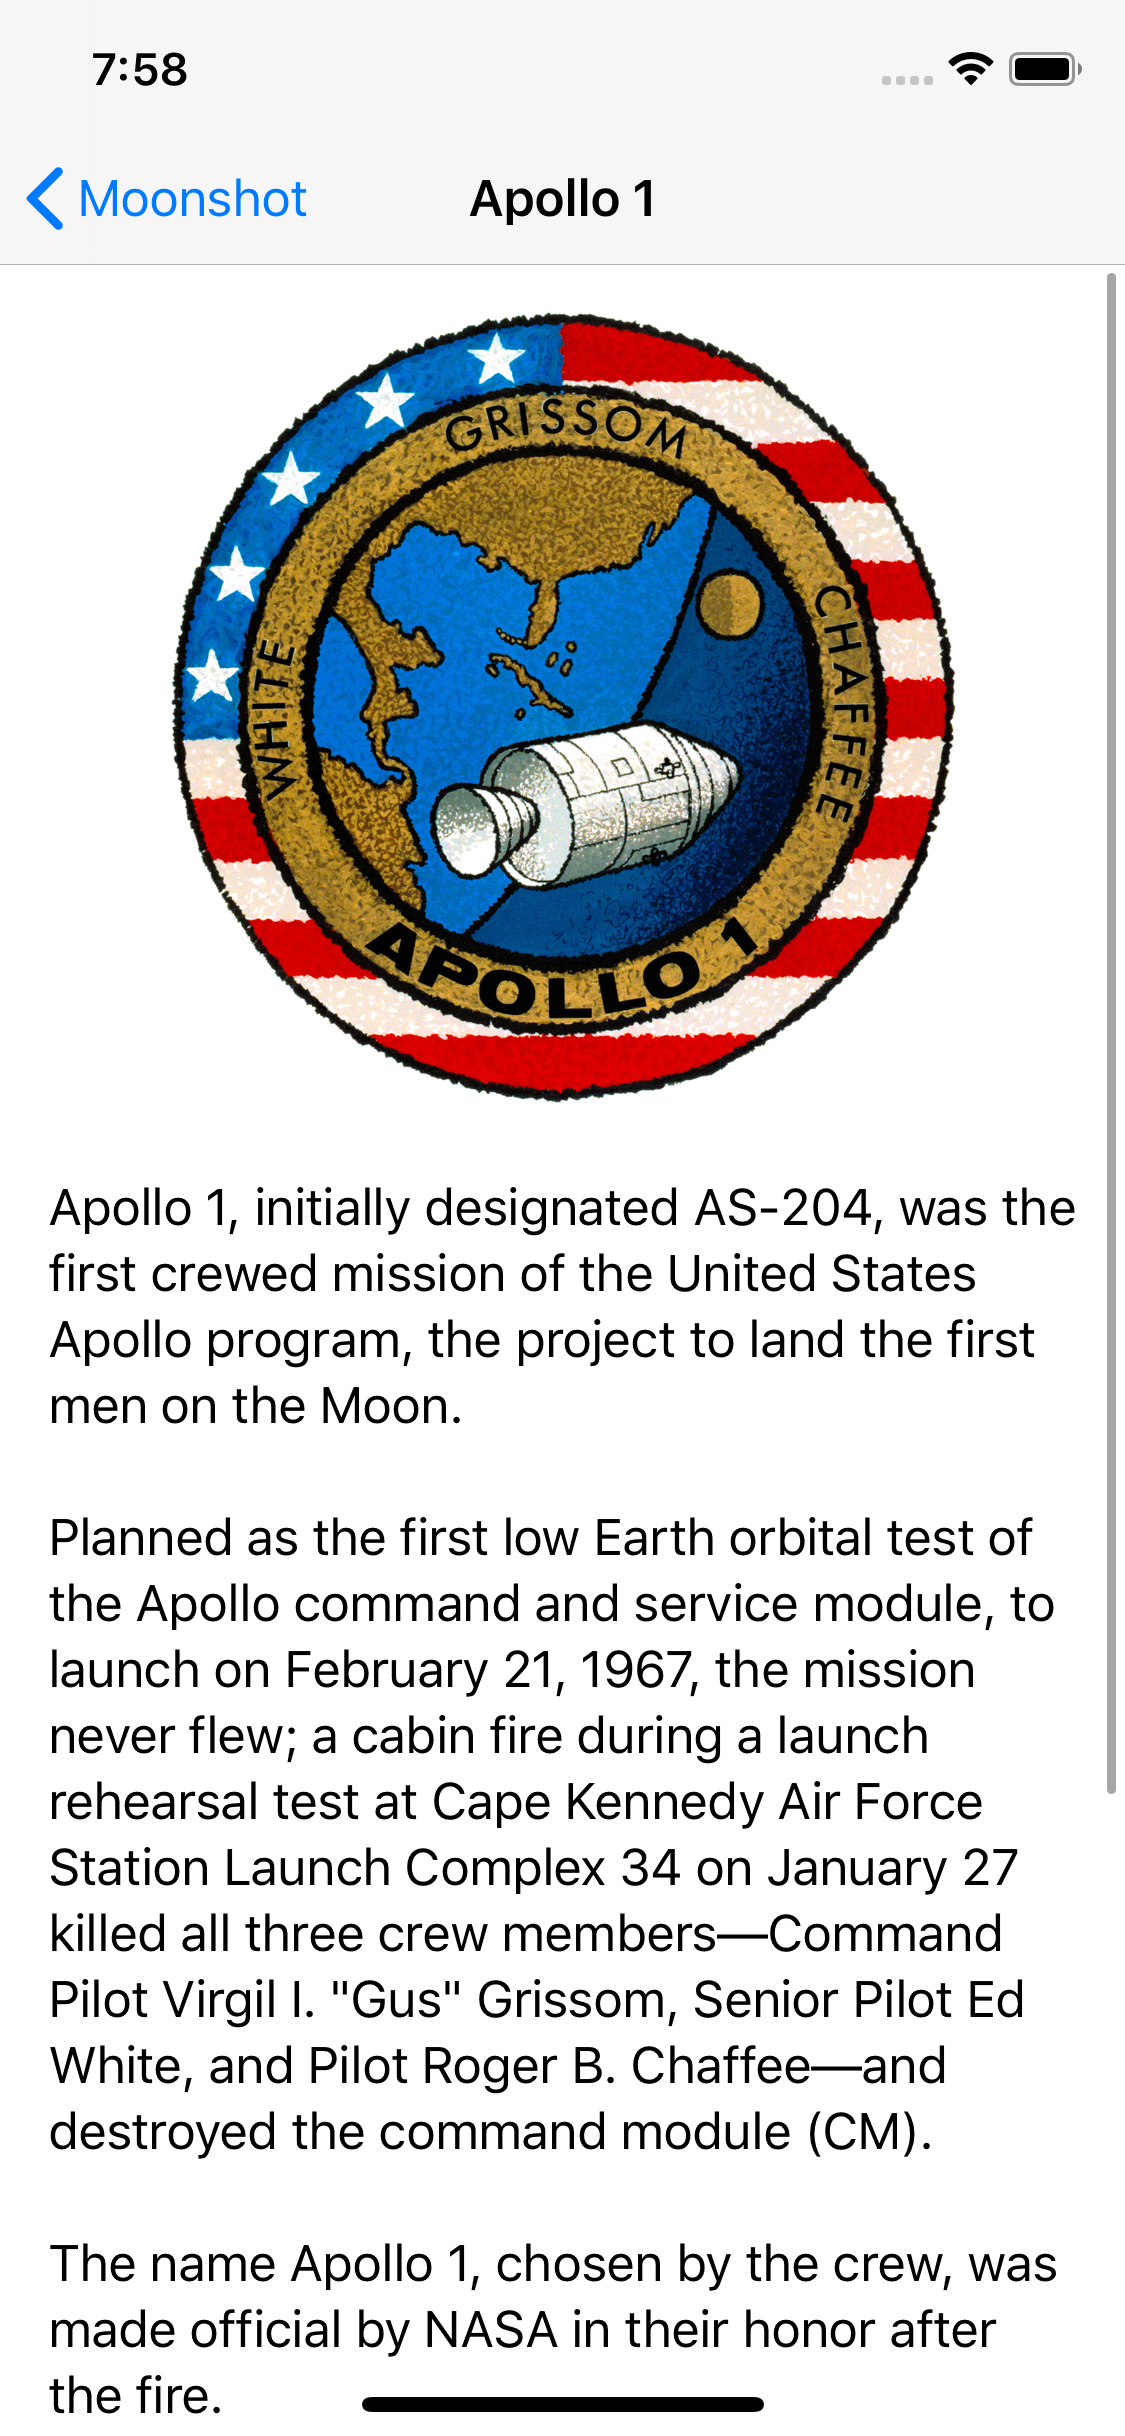 7:58
Moonshot
Apollo 1
GRISSOM
WHITE
CHAFFEE
APOLLO 1
Apollo 1, initially designated AS-204, was the
first crewed mission of the United States
Apollo program, the project to land the first
men on the Moon.
Planned as the first low Earth orbital test of
the Apollo command and service module, to
launch on February 21, 1967, the mission
never flew; a cabin fire during a launch
rehearsal test at Cape Kennedy Air Force
Station Launch Complex 34 on January 27
killed all three crew members—Command
Pilot Virgil I. "Gus" Grissom, Senior Pilot Ed
White, and Pilot Roger B. Chaffee—and
destroyed the command module (CM).
The name Apollo 1, chosen by the crew, was
made official by NASA in their honor after
the fire.